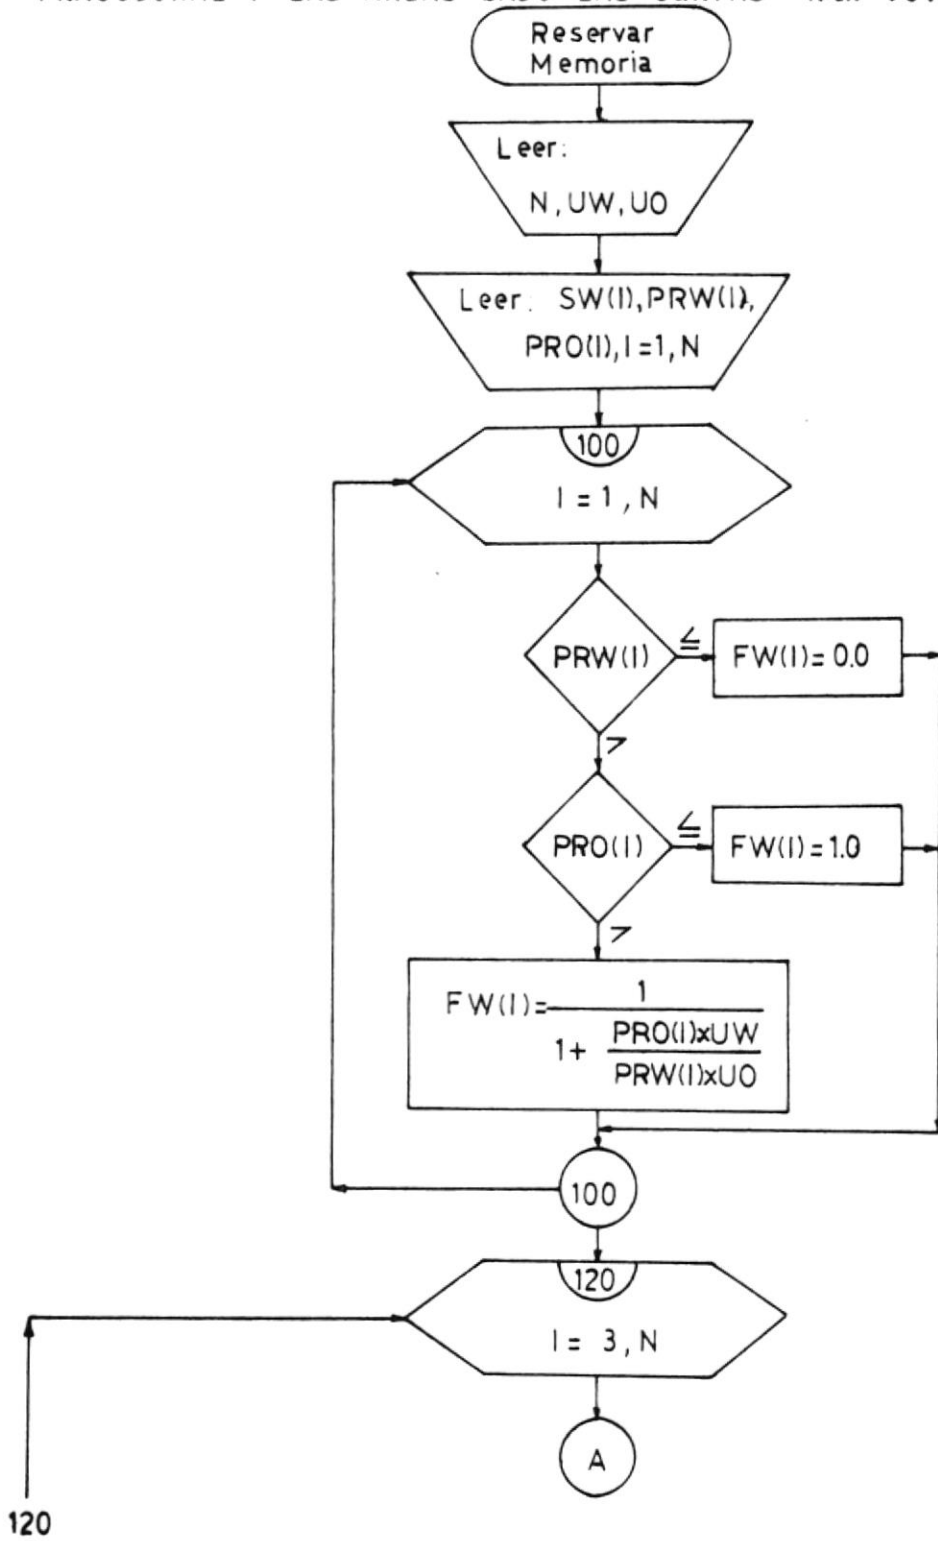 Reservar
Memoria
Leer:
N, UW, UO
Leer: SW(I), PRW(I),
PRO(I), I=1, N
100
I = 1, N
PRW(I)
≤
FW(I)= 0.0
>
PRO(I)
≤
FW(I)=1.0
>
FW(I)=
1
1+
PRO(I)xUW
PRW(I)xUO
100
120
I = 3, N
A
120